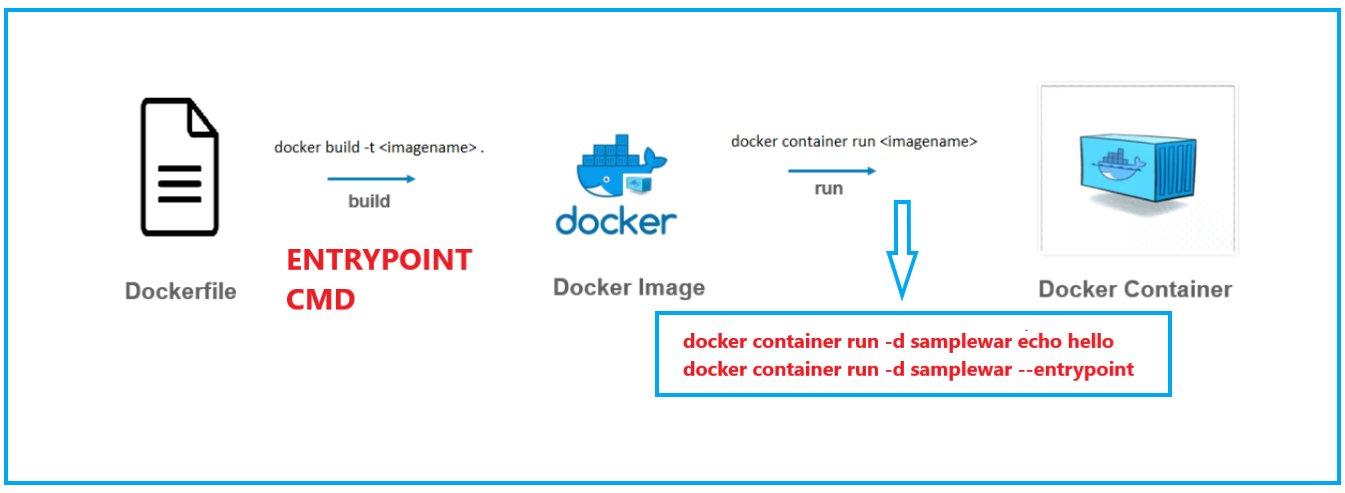 docker build -t <imagename> .
build
ENTRYPOINT
CMD
Dockerfile
docker
Docker Image
docker container run <imagename>
run
Docker Container
docker container run -d samplewar echo hello
docker container run -d samplewar --entrypoint